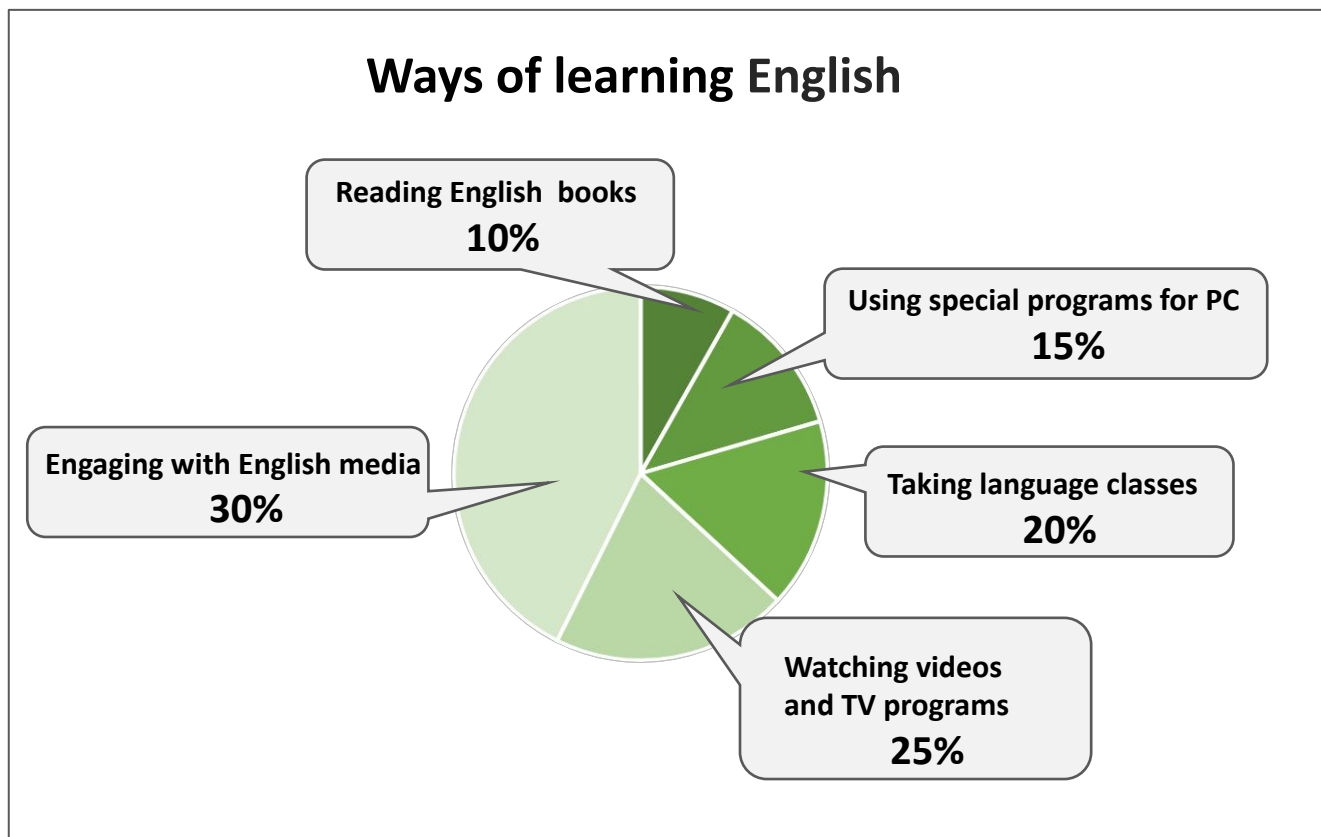 Ways of learning English
Reading English books
10%
Using special programs for PC
15%
Engaging with English media
30%
Taking language classes
20%
Watching videos
and TV programs
25%